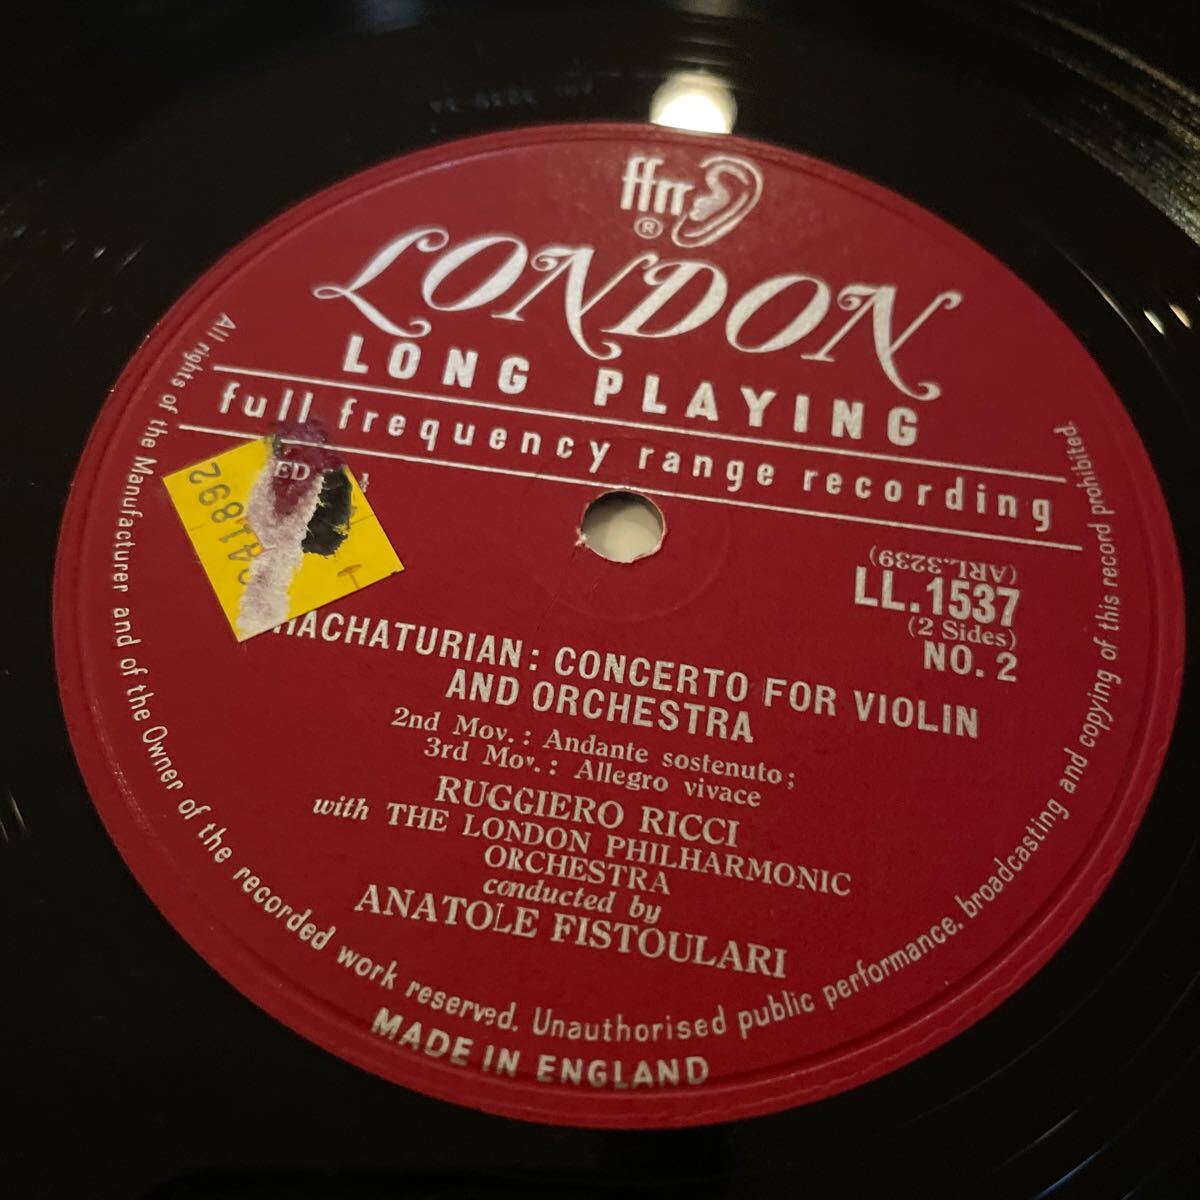 ffrr
®
LONDON
LONG PLAYING
full frequency range recording
ED
(ARL.3239)
LL.1537
(2 Sides)
NO. 2
HACHATURIAN: CONCERTO FOR VIOLIN
AND ORCHESTRA
2nd Mov.: Andante sostenuto;
3rd Mov.: Allegro vivace
RUGGIERO RICCI
with THE LONDON PHILHARMONIC
ORCHESTRA
conducted by
ANATOLE FISTOULARI
All rights of the Manufacturer and of the Owner of the recorded work reserved. Unauthorised public performance, broadcasting and copying of this record prohibited.
MADE IN ENGLAND